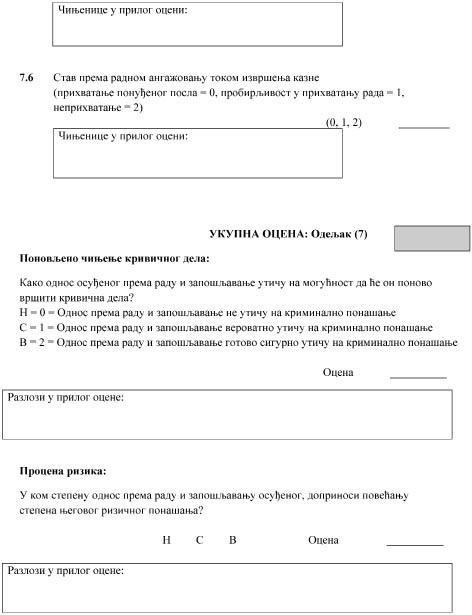 Чињенице у прилог оцени:
7.6 Став према радном ангажовању током извршења казне
(прихватање понуђеног посла = 0, пробирљивост у прихватању рада = 1,
неприхватање = 2)
(0, 1, 2)
Чињенице у прилог оцени:
УКУПНА ОЦЕНА: Одељак (7)
Поновљено чињење кривичног дела:
Како однос осуђеног према раду и запошљавање утичу на могућност да ће он поново
вршити кривична дела?
Н = 0 = Однос према раду и запошљавање не утичу на криминално понашање
С = 1 = Однос према раду и запошљавање вероватно утичу на криминално понашање
В = 2 = Однос према раду и запошљавање готово сигурно утичу на криминално понашање
Оцена
Разлози у прилог оцене:
Процена ризика:
У ком степену однос према раду и запошљавању осуђеног, доприноси повећању
степена његовог ризичног понашања?
Н С В Оцена
Разлози у прилог оцене: